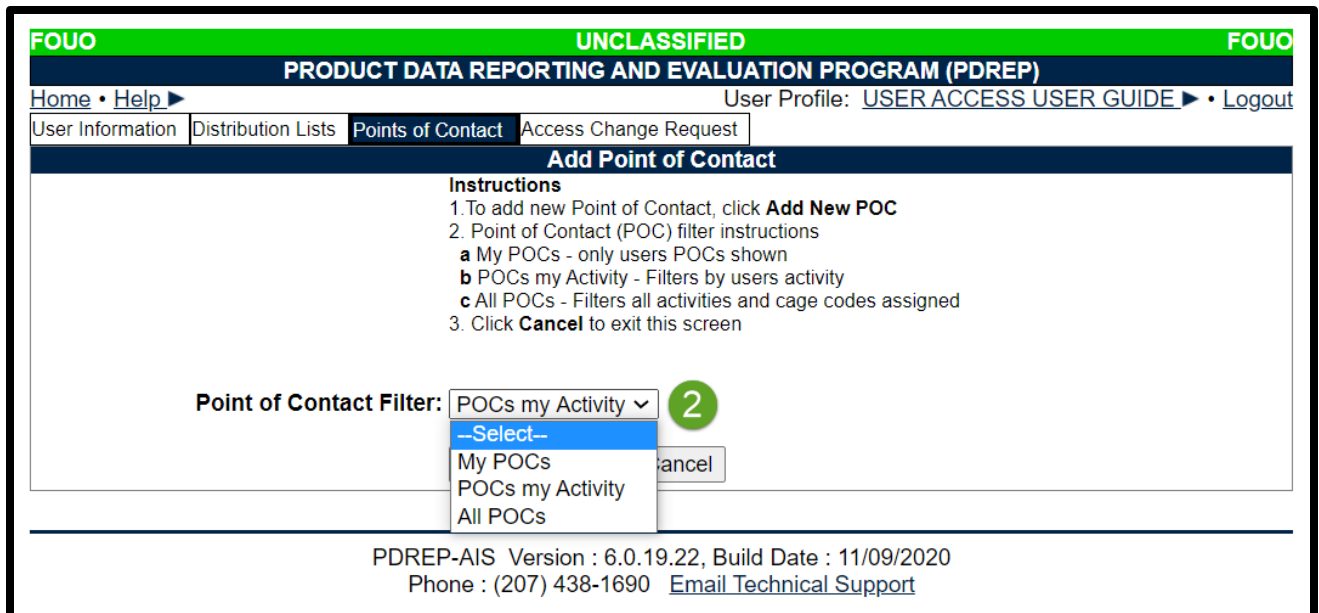 FOUO UNCLASSIFIED FOUO
PRODUCT DATA REPORTING AND EVALUATION PROGRAM (PDREP)
Home • Help ▶ User Profile: USER ACCESS USER GUIDE ▶ • Logout
User Information Distribution Lists Points of Contact Access Change Request
Add Point of Contact
Instructions
1.To add new Point of Contact, click Add New POC
2. Point of Contact (POC) filter instructions
a My POCs - only users POCs shown
b POCs my Activity - Filters by users activity
c All POCs - Filters all activities and cage codes assigned
3. Click Cancel to exit this screen
Point of Contact Filter: POCs my Activity 2
--Select--
My POCs ancel
POCs my Activity
All POCs
PDREP-AIS Version : 6.0.19.22, Build Date : 11/09/2020
Phone : (207) 438-1690 Email Technical Support